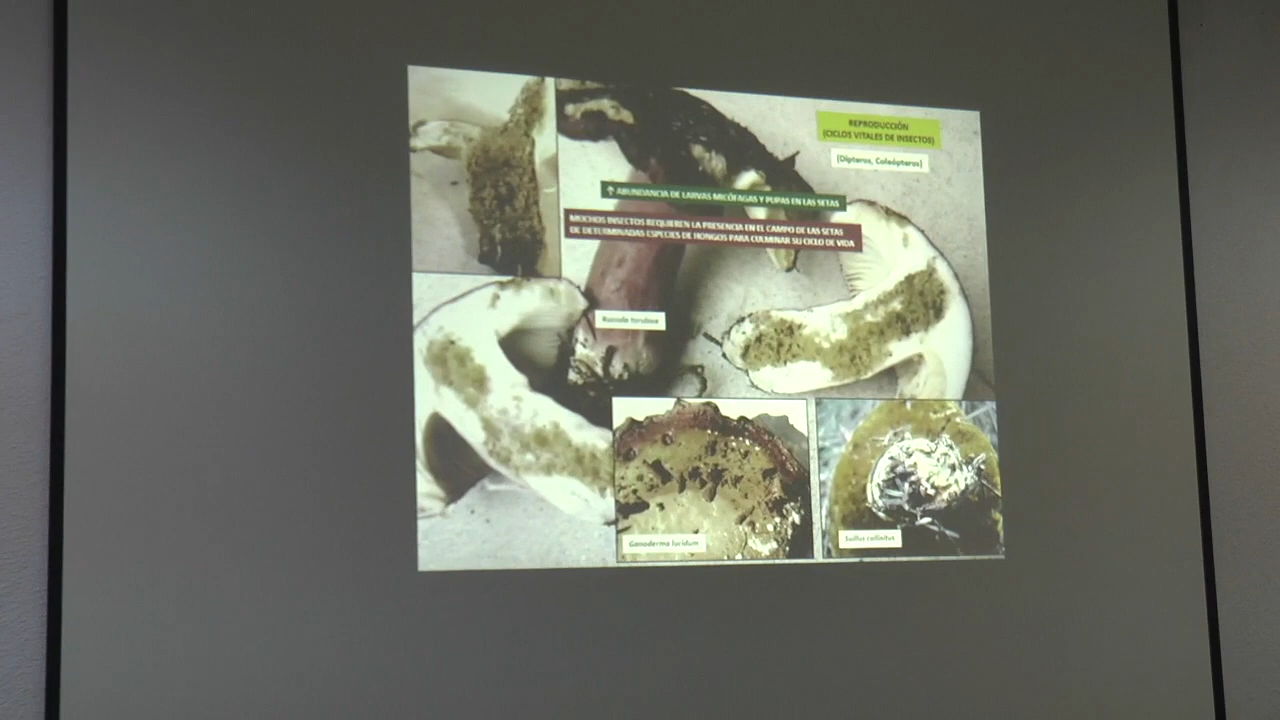 REPRODUCCIÓN
(CICLOS VITALES DE INSECTOS)
(Dípteros, Coleópteros)
↑ ABUNDANCIA DE LARVAS MICÓFAGAS Y PUPAS EN LAS SETAS
MUCHOS INSECTOS REQUIEREN LA PRESENCIA EN EL CAMPO DE LAS SETAS
DE DETERMINADAS ESPECIES DE HONGOS PARA CULMINAR SU CICLO DE VIDA
Russula torulosa
Ganoderma lucidum
Suillus collinitus